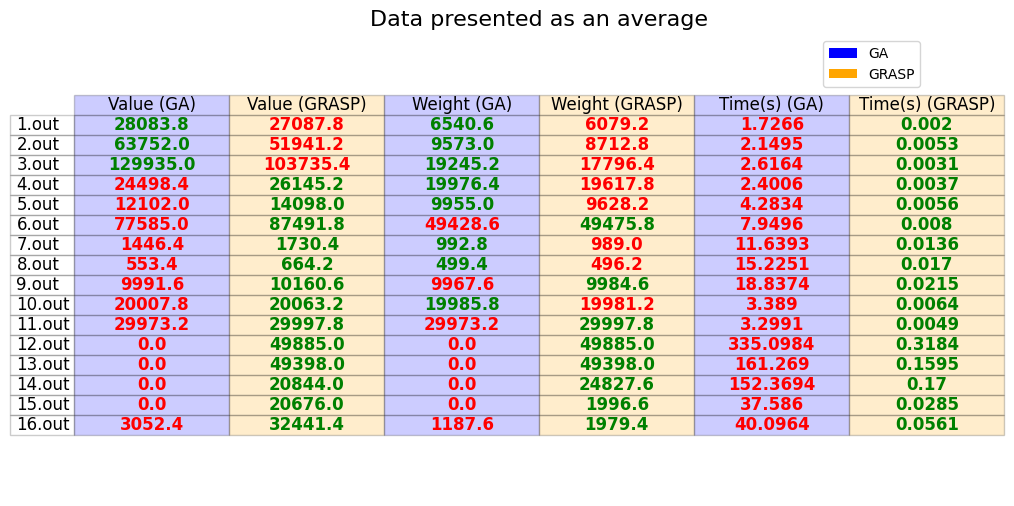 Data presented as an average
GA
GRASP
Value (GA) Value (GRASP) Weight (GA) Weight (GRASP) Time(s) (GA) Time(s) (GRASP)
1.out 28083.8 27087.8 6540.6 6079.2 1.7266 0.002
2.out 63752.0 51941.2 9573.0 8712.8 2.1495 0.0053
3.out 129935.0 103735.4 19245.2 17796.4 2.6164 0.0031
4.out 24498.4 26145.2 19976.4 19617.8 2.4006 0.0037
5.out 12102.0 14098.0 9955.0 9628.2 4.2834 0.0056
6.out 77585.0 87491.8 49428.6 49475.8 7.9496 0.008
7.out 1446.4 1730.4 992.8 989.0 11.6393 0.0136
8.out 553.4 664.2 499.4 496.2 15.2251 0.017
9.out 9991.6 10160.6 9967.6 9984.6 18.8374 0.0215
10.out 20007.8 20063.2 19985.8 19981.2 3.389 0.0064
11.out 29973.2 29997.8 29973.2 29997.8 3.2991 0.0049
12.out 0.0 49885.0 0.0 49885.0 335.0984 0.3184
13.out 0.0 49398.0 0.0 49398.0 161.269 0.1595
14.out 0.0 20844.0 0.0 24827.6 152.3694 0.17
15.out 0.0 20676.0 0.0 1996.6 37.586 0.0285
16.out 3052.4 32441.4 1187.6 1979.4 40.0964 0.0561